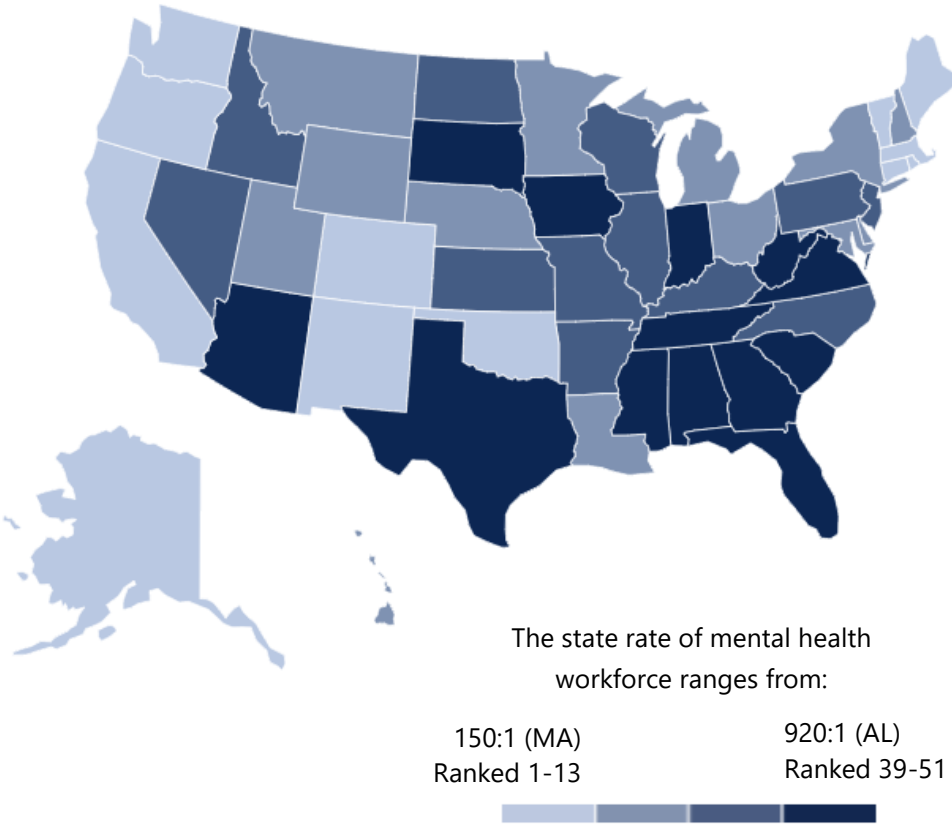 The state rate of mental health
workforce ranges from:
150:1 (MA)
Ranked 1-13
920:1 (AL)
Ranked 39-51